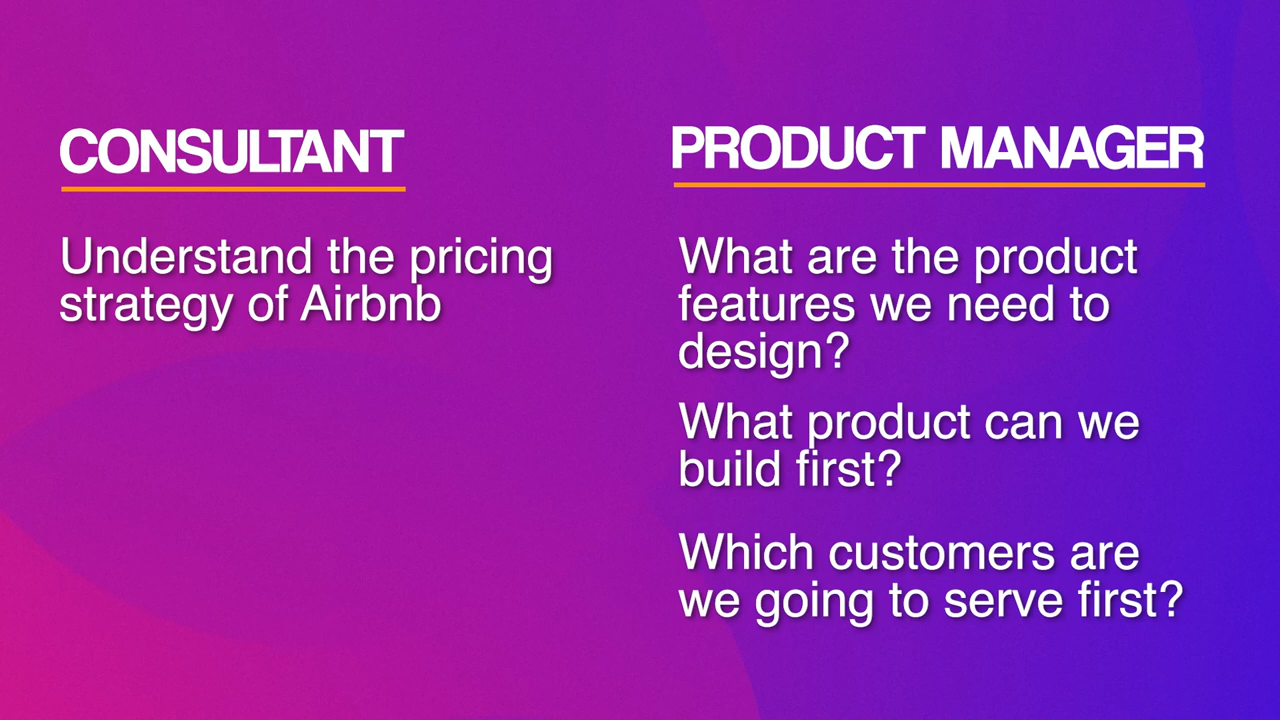 CONSULTANT
Understand the pricing
strategy of Airbnb
PRODUCT MANAGER
What are the product
features we need to
design?
What product can we
build first?
Which customers are
we going to serve first?